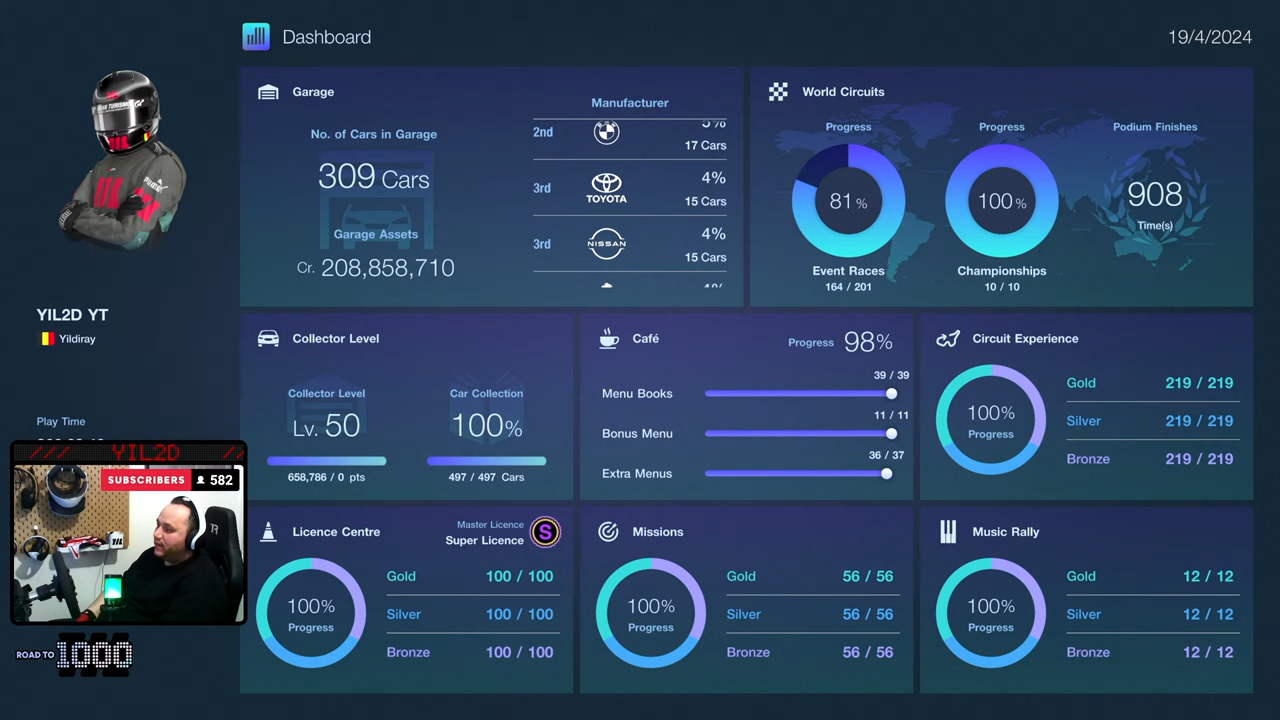 Dashboard
19/4/2024
Garage
No. of Cars in Garage
309 Cars
Garage Assets
Cr. 208,858,710
Manufacturer
2nd
17 Cars
3rd
TOYOTA
4%
15 Cars
3rd
NISSAN
4%
15 Cars
World Circuits
Progress
81 %
Event Races
164 / 201
Progress
100 %
Championships
10 / 10
Podium Finishes
908
Time(s)
YIL2D YT
Yildiray
Play Time
Collector Level
Collector Level
Lv. 50
658,786 / 0 pts
Car Collection
100%
497 / 497 Cars
Café
Progress 98%
39 / 39
Menu Books
11 / 11
Bonus Menu
36 / 37
Extra Menus
Circuit Experience
100%
Progress
Gold 219 / 219
Silver 219 / 219
Bronze 219 / 219
YIL2D
SUBSCRIBERS 582
ROAD TO 1000
Licence Centre
Master Licence
Super Licence
S
100%
Progress
Gold 100 / 100
Silver 100 / 100
Bronze 100 / 100
Missions
100%
Progress
Gold 56 / 56
Silver 56 / 56
Bronze 56 / 56
Music Rally
100%
Progress
Gold 12 / 12
Silver 12 / 12
Bronze 12 / 12